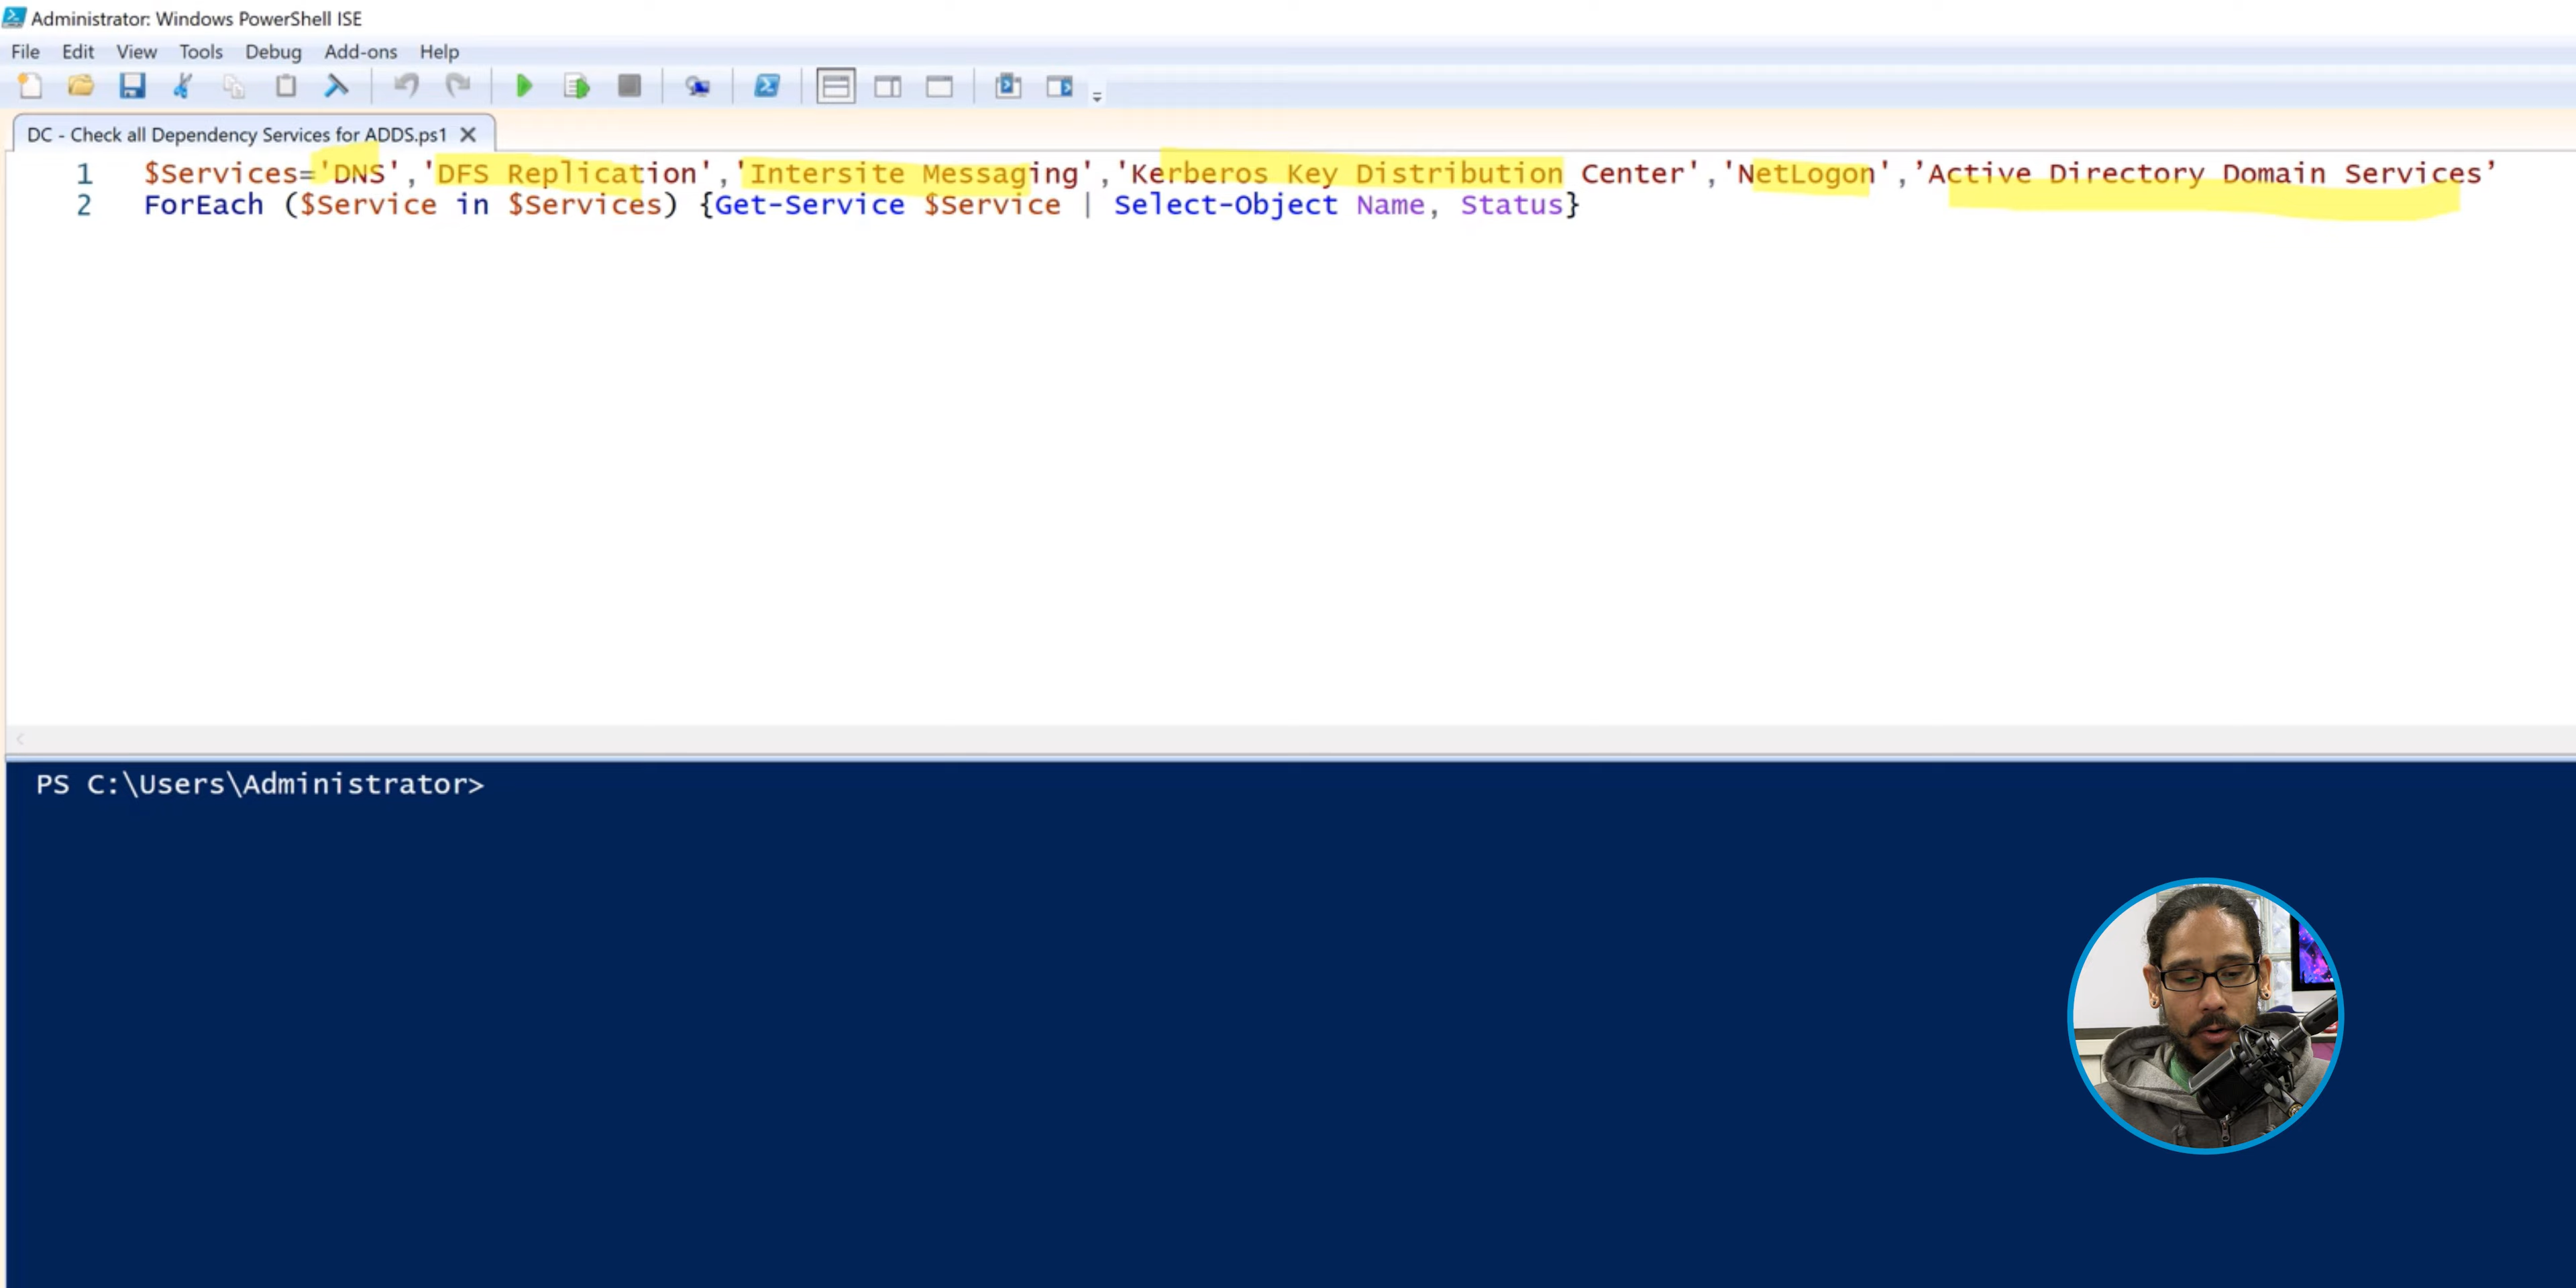 Administrator: Windows PowerShell ISE
File Edit View Tools Debug Add-ons Help
DC - Check all Dependency Services for ADDS.ps1
1 $Services='DNS','DFS Replication','Intersite Messaging','Kerberos Key Distribution Center','NetLogon',’Active Directory Domain Services’
2 ForEach ($Service in $Services) {Get-Service $Service | Select-Object Name, Status}
PS C:\Users\Administrator>